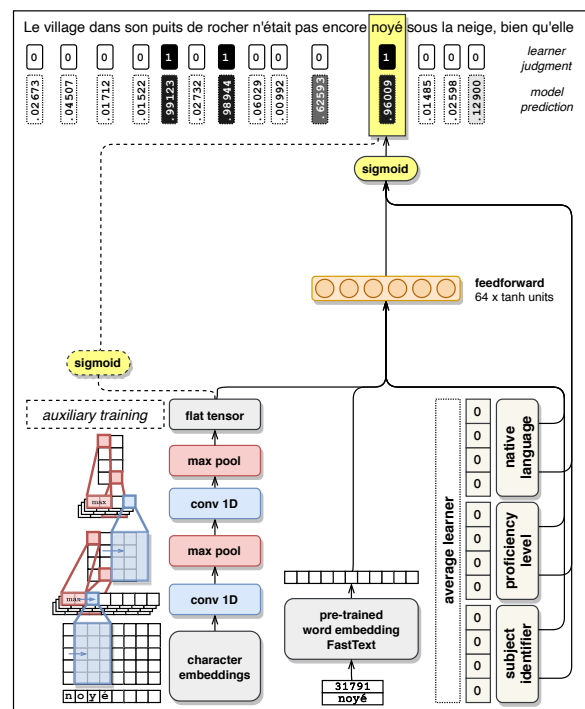 Le village dans son puits de rocher n'était pas encore noyé sous la neige, bien qu'elle
0 0 0 0 1 0 1 0 0 0 1 0 0 0 learner judgment
.02673 .04507 .01712 .01522 .99123 .02732 .98944 .06029 .00992 .62593 .96009 .01485 .02598 .12900 model prediction
sigmoid
feedforward
64 x tanh units
sigmoid
auxiliary training
flat tensor
max pool
conv 1D
max pool
conv 1D
character
embeddings
max
max
n o y é
pre-trained
word embedding
FastText
31791
noyé
average learner
0 0 0 0
native
language
0 0 0 0
proficiency
level
0 0 0 0
subject
identifier